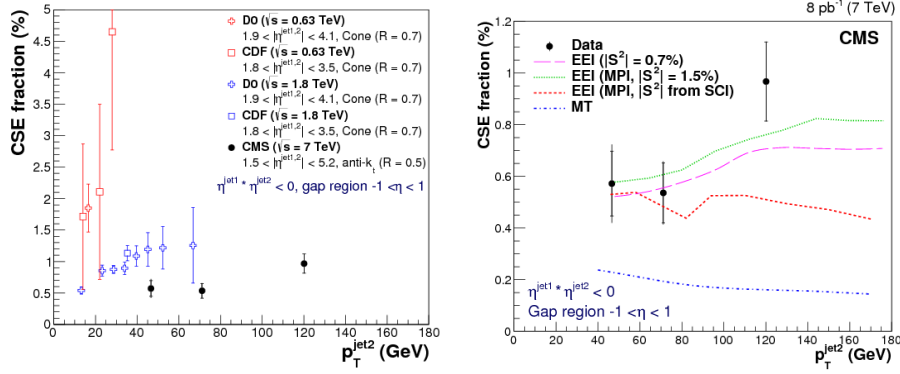 CSE fraction (%)
5
4.5
4
3.5
3
2.5
2
1.5
1
0.5
0
0 20 40 60 80 100 120 140 160 180
p_T^jet2 (GeV)
D0 (√s = 0.63 TeV)
1.9 < |η^jet1,2| < 4.1, Cone (R = 0.7)
CDF (√s = 0.63 TeV)
1.8 < |η^jet1,2| < 3.5, Cone (R = 0.7)
D0 (√s = 1.8 TeV)
1.9 < |η^jet1,2| < 4.1, Cone (R = 0.7)
CDF (√s = 1.8 TeV)
1.8 < |η^jet1,2| < 3.5, Cone (R = 0.7)
CMS (√s = 7 TeV)
1.5 < |η^jet1,2| < 5.2, anti-k_t (R = 0.5)
η^jet1 * η^jet2 < 0, gap region -1 <η < 1
8 pb⁻¹ (7 TeV)
CMS
CSE fraction (%)
1.2
1
0.8
0.6
0.4
0.2
0
0 20 40 60 80 100 120 140 160 180
p_T^jet2 (GeV)
Data
EEI (|S²| = 0.7%)
EEI (MPI, |S²| = 1.5%)
EEI (MPI, |S²| from SCI)
MT
η^jet1 * η^jet2 < 0
Gap region -1 <η < 1